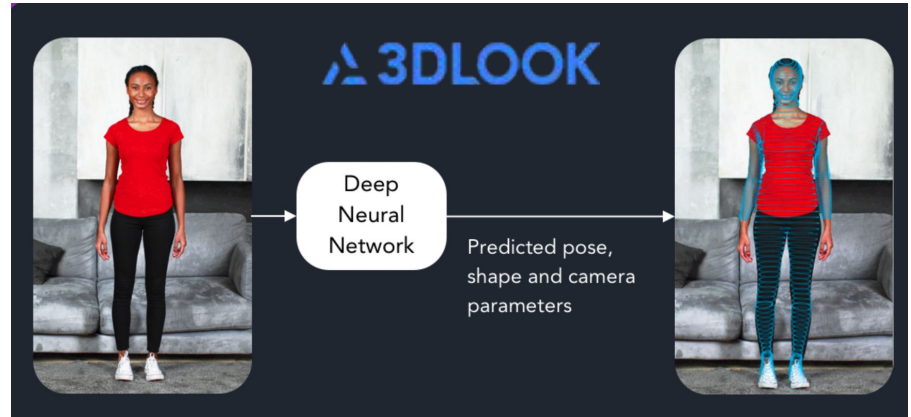 3DLOOK
Deep
Neural
Network
Predicted pose,
shape and camera
parameters